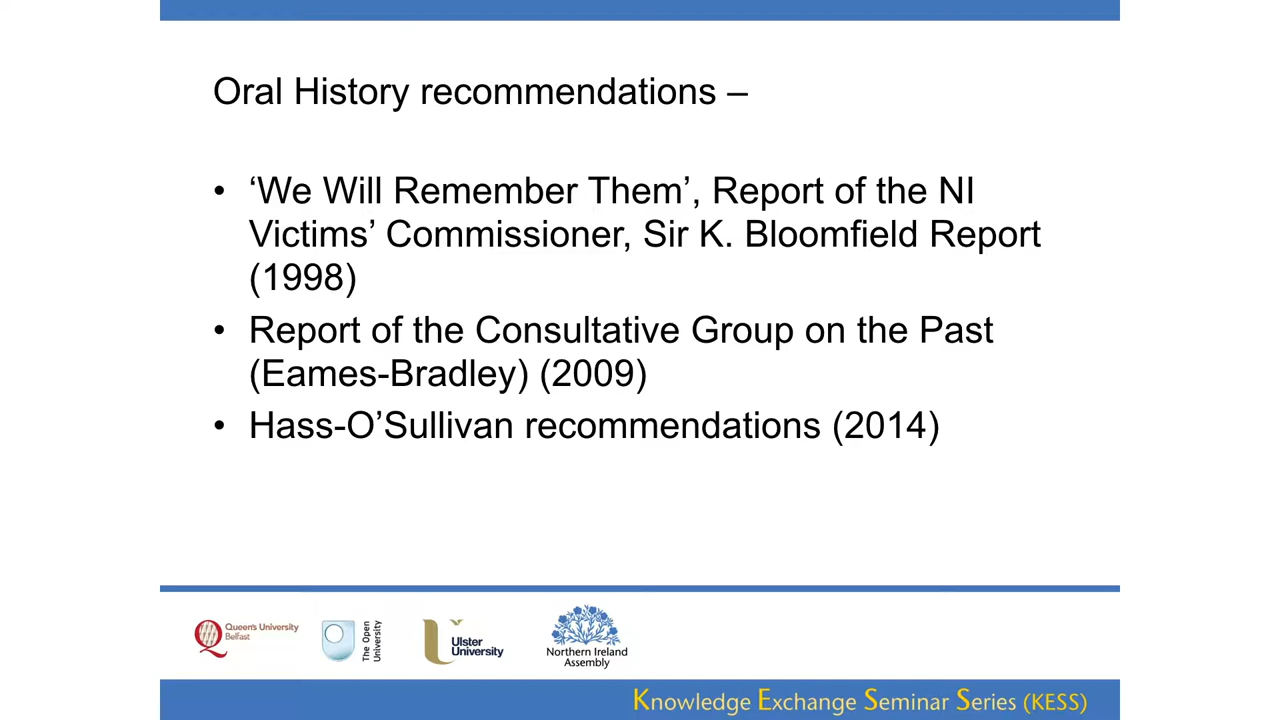 Oral History recommendations –
• ‘We Will Remember Them’, Report of the NI
Victims’ Commissioner, Sir K. Bloomfield Report
(1998)
• Report of the Consultative Group on the Past
(Eames-Bradley) (2009)
• Hass-O’Sullivan recommendations (2014)
Queen's University
Belfast
The Open
University
Ulster
University
Northern Ireland
Assembly
Knowledge Exchange Seminar Series (KESS)